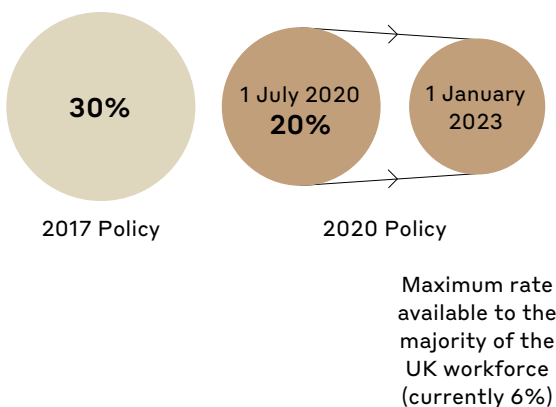 30%
1 July 2020
20%
1 January
2023
2017 Policy
2020 Policy
Maximum rate
available to the
majority of the
UK workforce
(currently 6%)